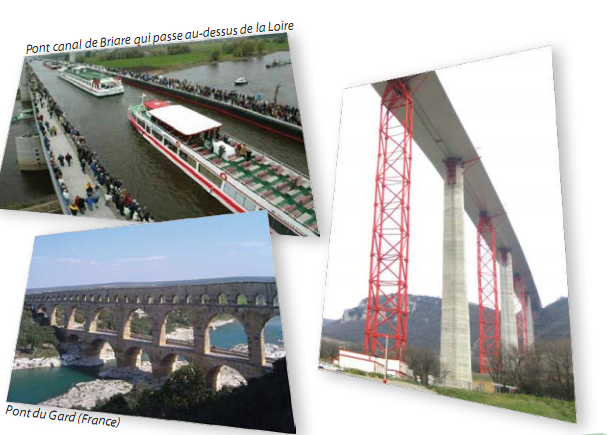 Pont canal de Briare qui passe au-dessus de la Loire
Pont du Gard (France)